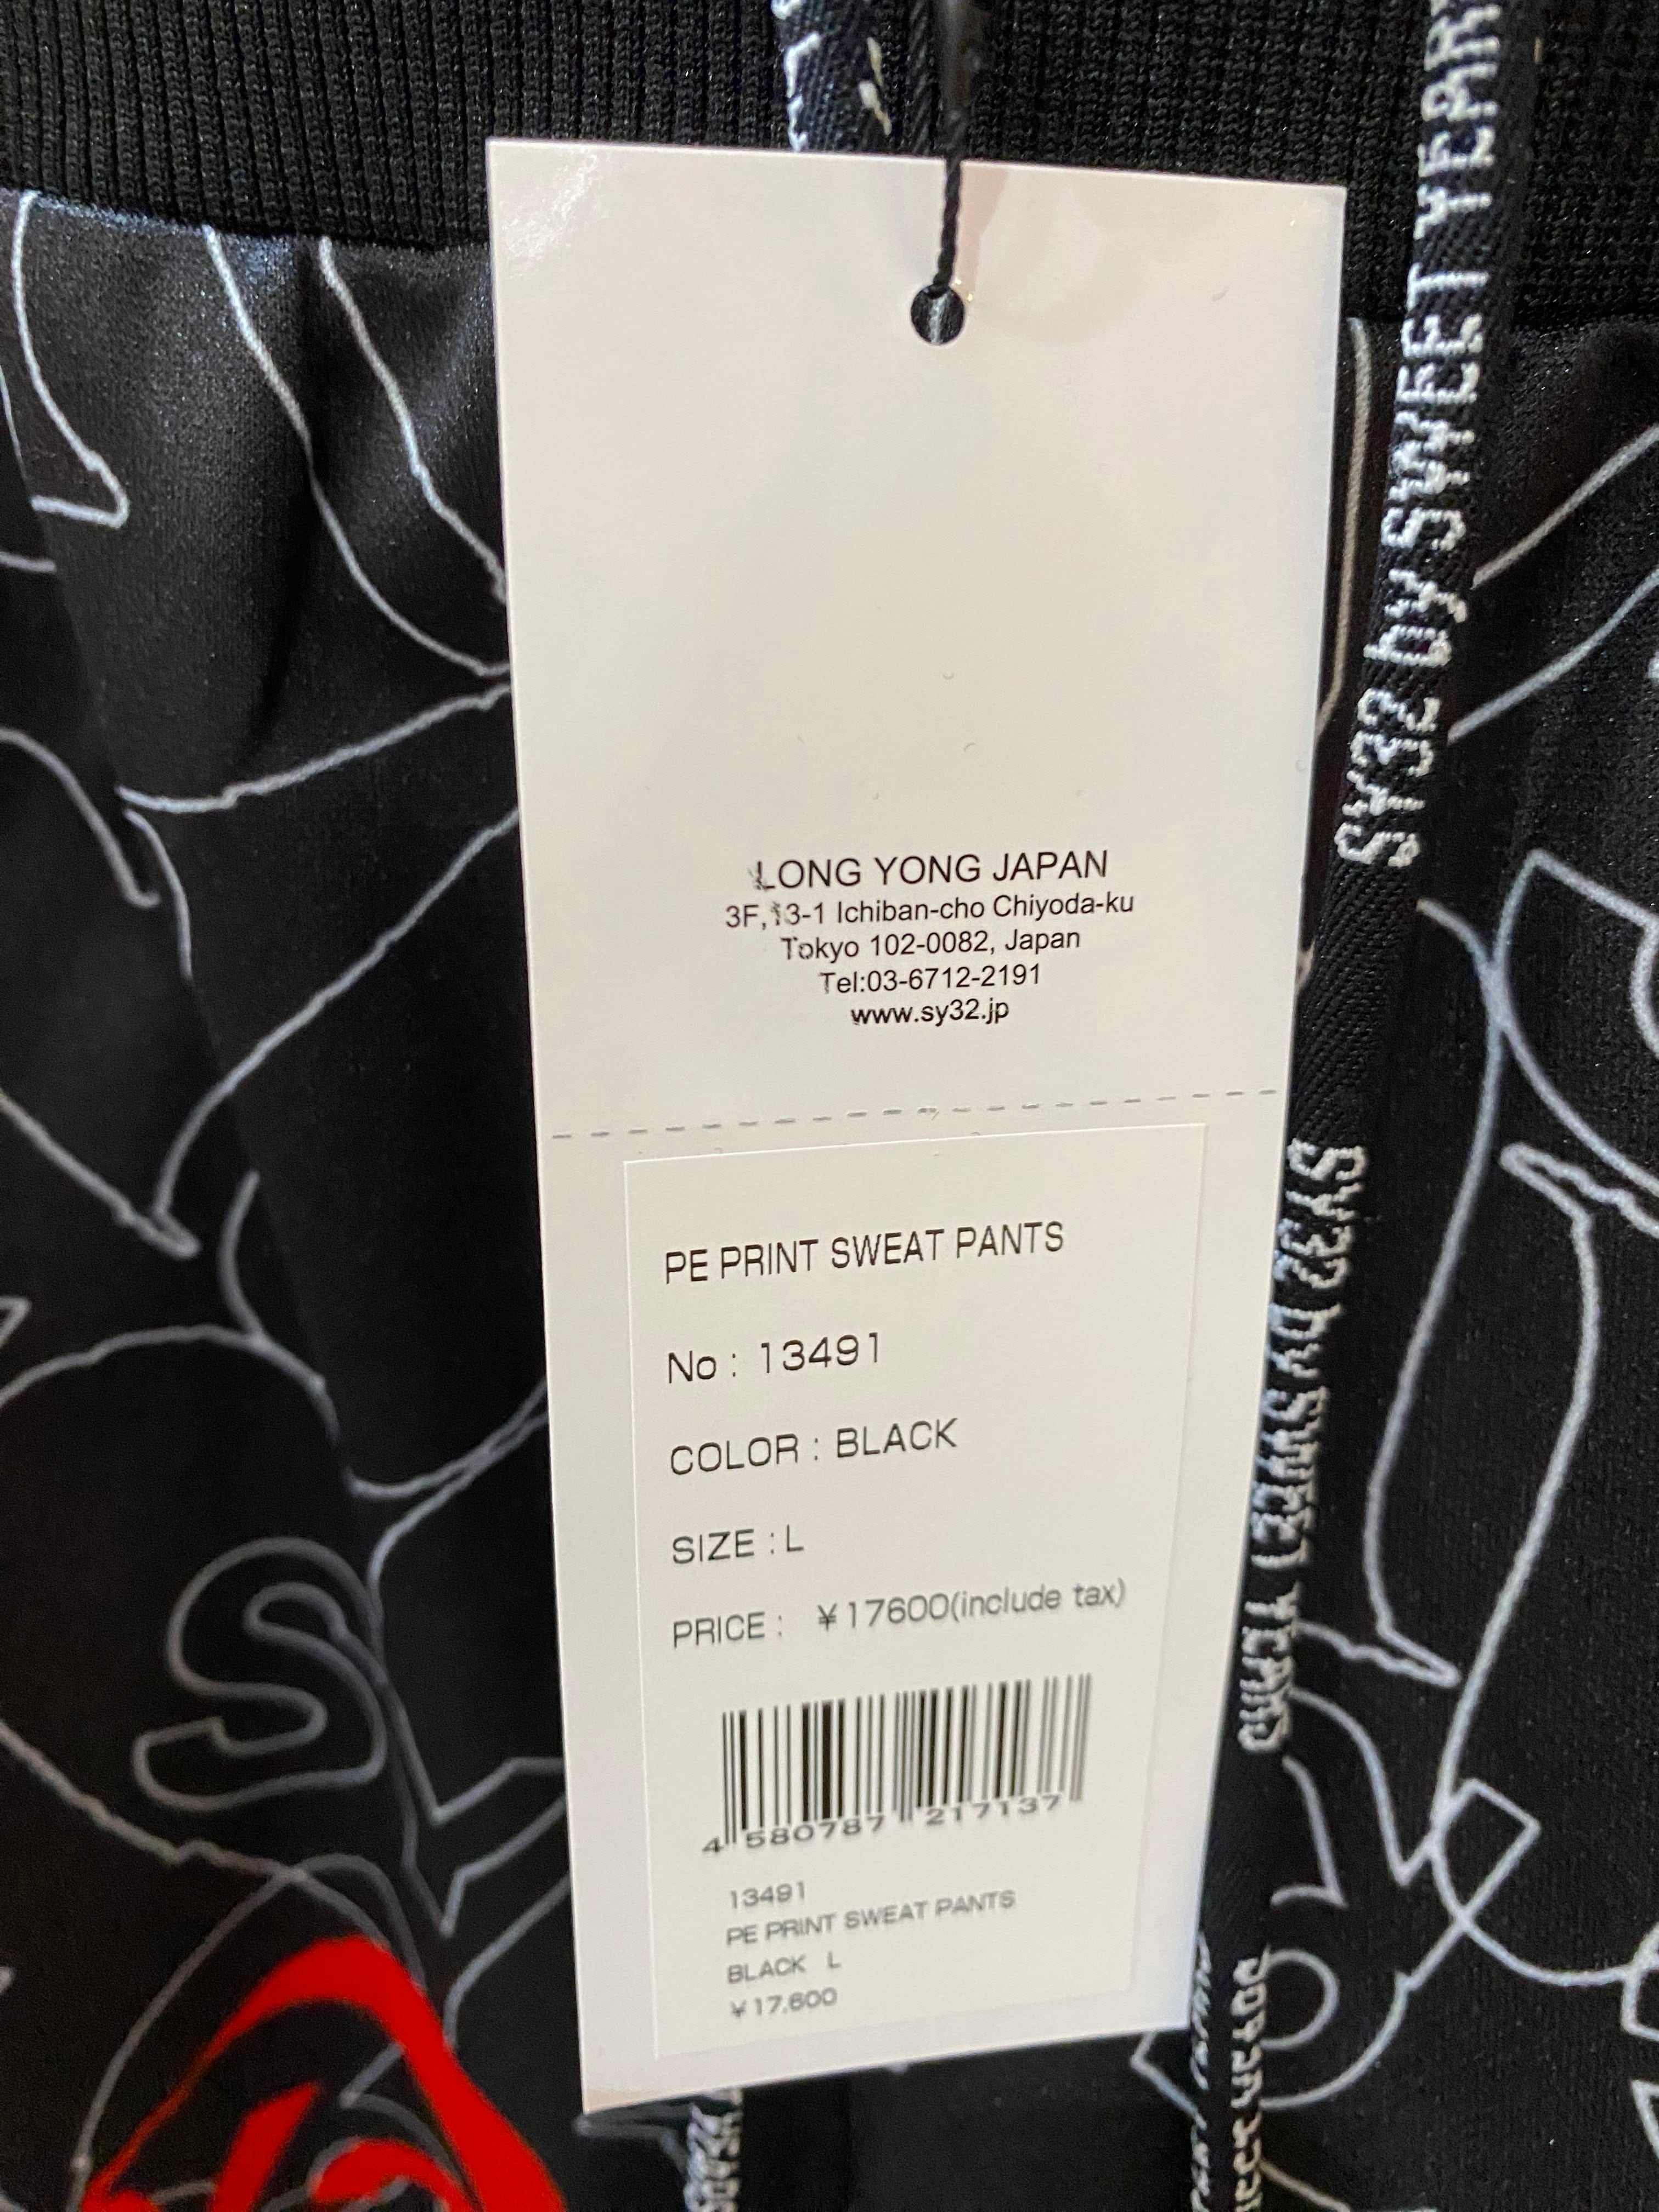 LONG YONG JAPAN
3F,13-1 Ichiban-cho Chiyoda-ku
Tokyo 102-0082, Japan
Tel:03-6712-2191
www.sy32.jp
PE PRINT SWEAT PANTS
No : 13491
COLOR : BLACK
SIZE : L
PRICE : ¥17600(include tax)
4 580787 217137
13491
PE PRINT SWEAT PANTS
BLACK L
¥17,600
SY32 by SWEET YEAR
SY32 by SWEET YEARS
S